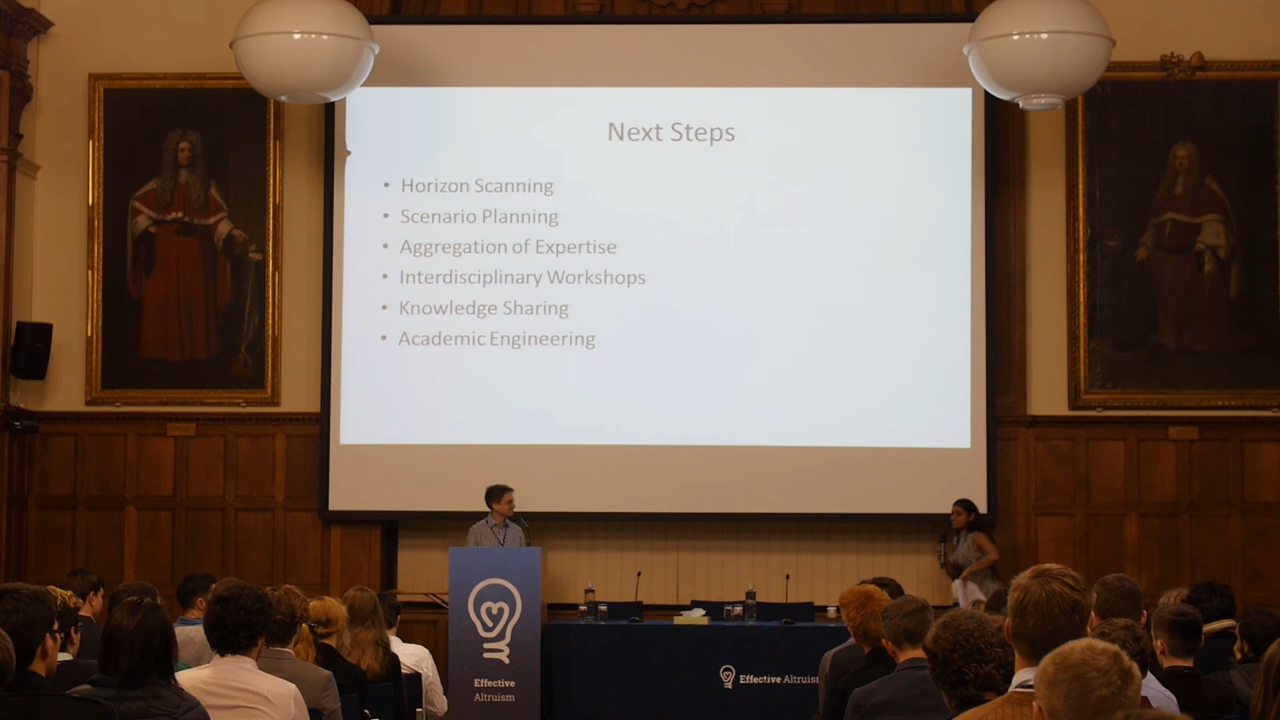 Next Steps
• Horizon Scanning
• Scenario Planning
• Aggregation of Expertise
• Interdisciplinary Workshops
• Knowledge Sharing
• Academic Engineering
Effective
Altruism
Effective Altruism